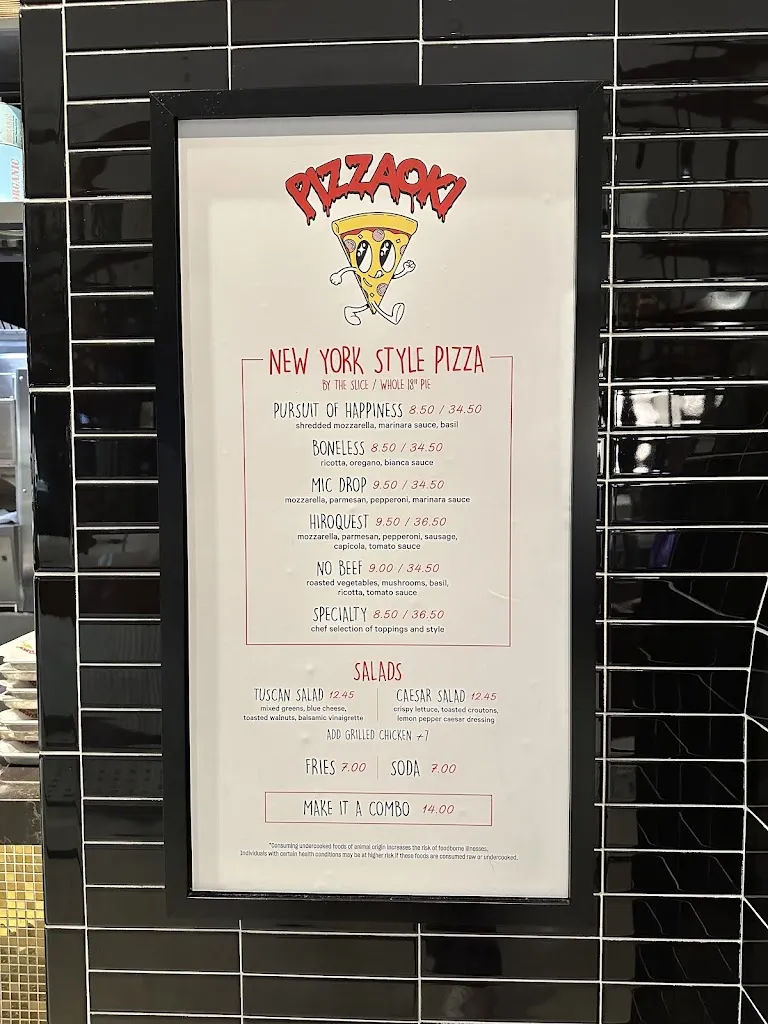 ORGANIC
PIZZAOKI
NEW YORK STYLE PIZZA
BY THE SLICE / WHOLE 18" PIE
PURSUIT OF HAPPINESS 8.50 / 34.50
shredded mozzarella, marinara sauce, basil
BONELESS 8.50 / 34.50
ricotta, oregano, bianca sauce
MIC DROP 9.50 / 34.50
mozzarella, parmesan, pepperoni, marinara sauce
HIROQUEST 9.50 / 36.50
mozzarella, parmesan, pepperoni, sausage,
capicola, tomato sauce
NO BEEF 9.00 / 34.50
roasted vegetables, mushrooms, basil,
ricotta, tomato sauce
SPECIALTY 8.50 / 36.50
chef selection of toppings and style
SALADS
TUSCAN SALAD 12.45
mixed greens, blue cheese,
toasted walnuts, balsamic vinaigrette
CAESAR SALAD 12.45
crispy lettuce, toasted croutons,
lemon pepper caesar dressing
ADD GRILLED CHICKEN +7
FRIES 7.00
SODA 7.00
MAKE IT A COMBO 14.00
*Consuming undercooked foods of animal origin increases the risk of foodborne illnesses.
Individuals with certain health conditions may be at higher risk if these foods are consumed raw or undercooked.